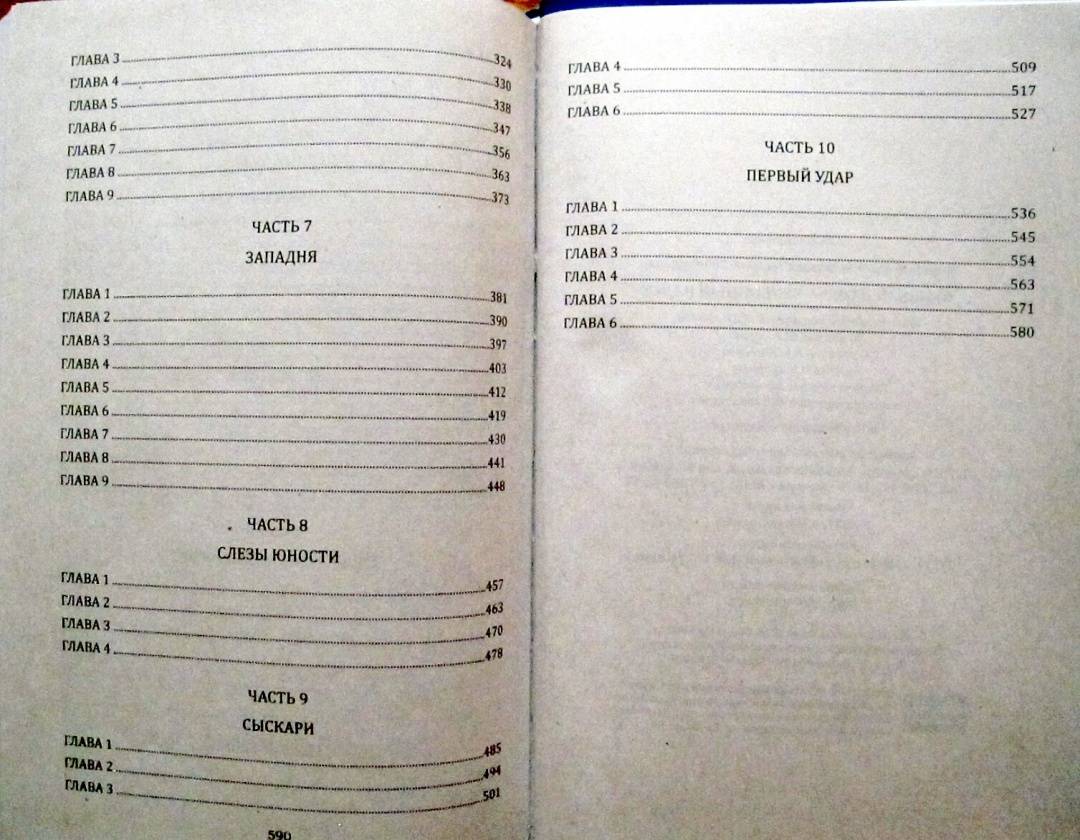 ГЛАВА 3 324
ГЛАВА 4 330
ГЛАВА 5 338
ГЛАВА 6 347
ГЛАВА 7 356
ГЛАВА 8 363
ГЛАВА 9 373
ЧАСТЬ 7
ЗАПАДНЯ
ГЛАВА 1 381
ГЛАВА 2 390
ГЛАВА 3 397
ГЛАВА 4 403
ГЛАВА 5 412
ГЛАВА 6 419
ГЛАВА 7 430
ГЛАВА 8 441
ГЛАВА 9 448
ЧАСТЬ 8
СЛЕЗЫ ЮНОСТИ
ГЛАВА 1 457
ГЛАВА 2 463
ГЛАВА 3 470
ГЛАВА 4 478
ЧАСТЬ 9
СЫСКАРИ
ГЛАВА 1 485
ГЛАВА 2 494
ГЛАВА 3 501
590
ГЛАВА 4 509
ГЛАВА 5 517
ГЛАВА 6 527
ЧАСТЬ 10
ПЕРВЫЙ УДАР
ГЛАВА 1 536
ГЛАВА 2 545
ГЛАВА 3 554
ГЛАВА 4 563
ГЛАВА 5 571
ГЛАВА 6 580